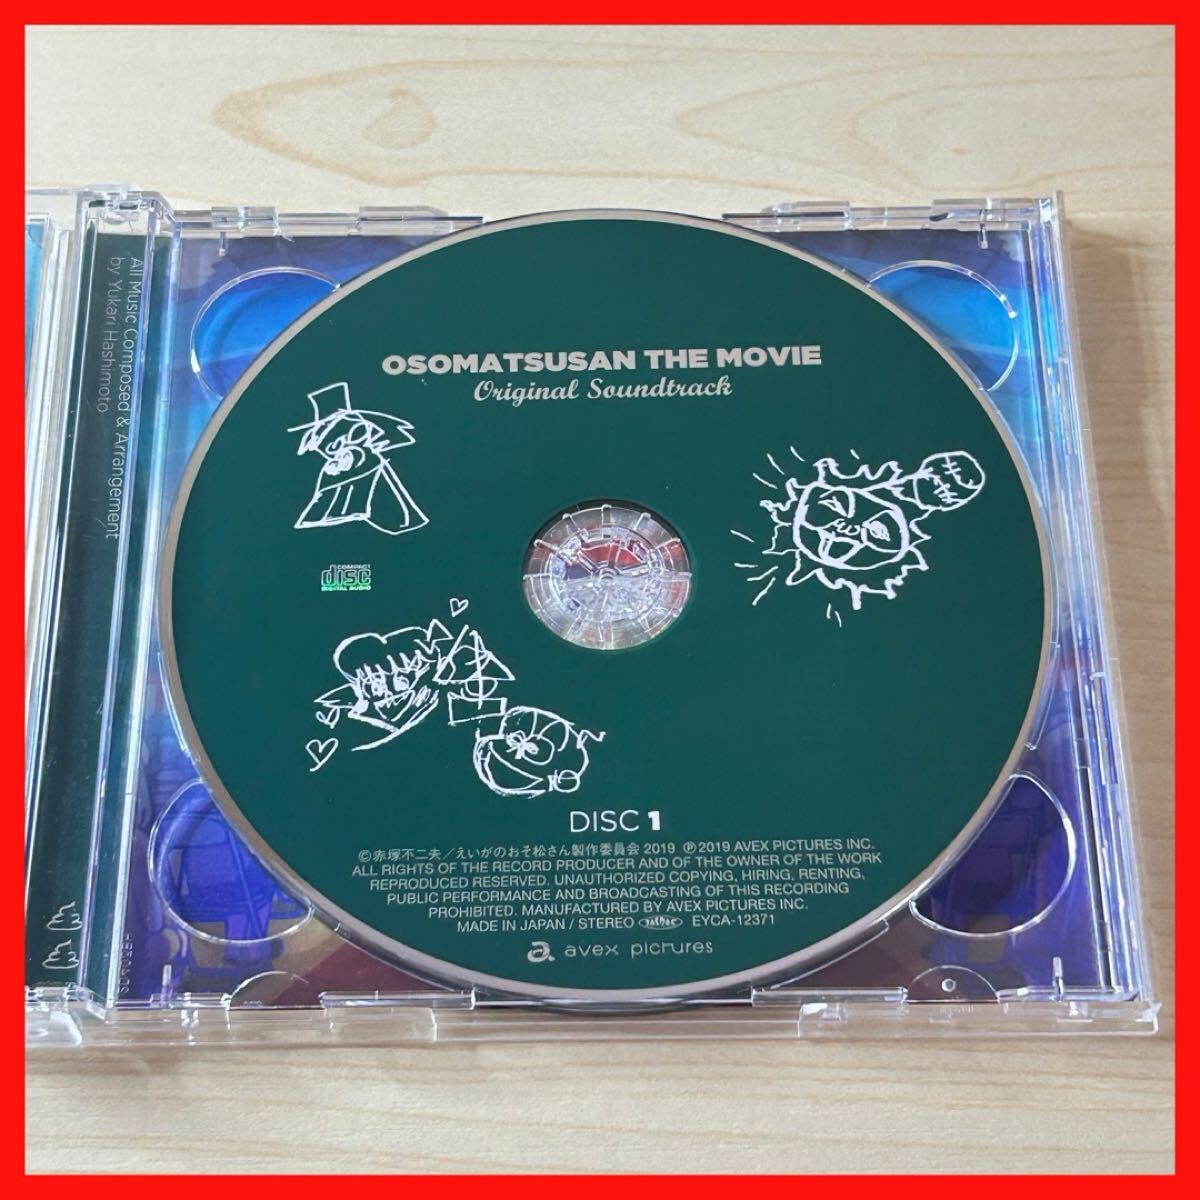 All Music Composed & Arrangement
by Yukari Hashimoto
OSOMATSUSAN THE MOVIE
Original Soundtrack
COMPACT
disc
DIGITAL AUDIO
DISC 1
©赤塚不二夫／えいがのおそ松さん製作委員会 2019 ℗2019 AVEX PICTURES INC.
ALL RIGHTS OF THE RECORD PRODUCER AND OF THE OWNER OF THE WORK
REPRODUCED RESERVED. UNAUTHORIZED COPYING, HIRING, RENTING,
PUBLIC PERFORMANCE AND BROADCASTING OF THIS RECORDING
PROHIBITED. MANUFACTURED BY AVEX PICTURES INC.
MADE IN JAPAN / STEREO EYCA-12371
avex pictures